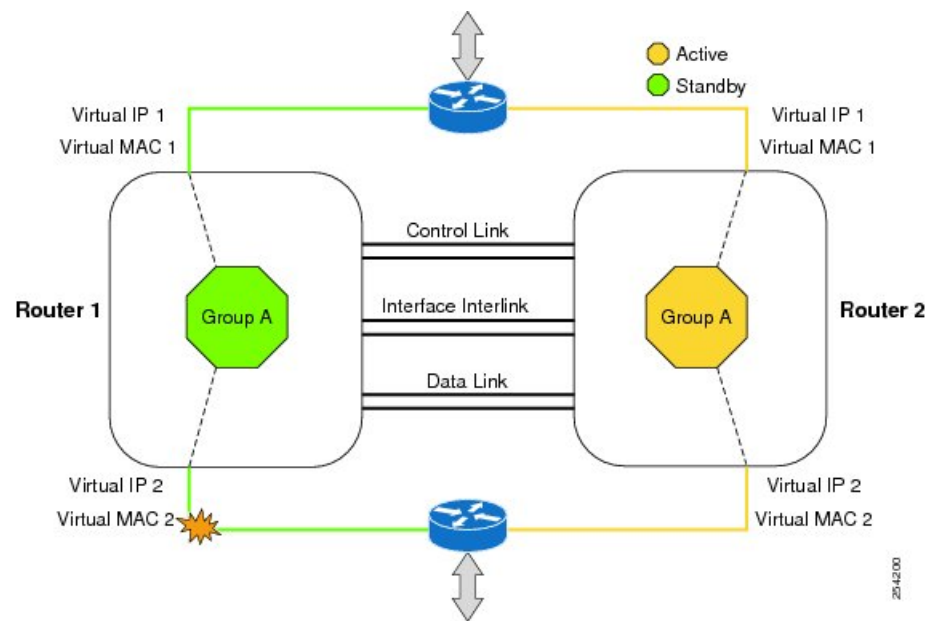 Active
Standby
Virtual IP 1
Virtual MAC 1
Virtual IP 1
Virtual MAC 1
Control Link
Router 1
Group A
Interface Interlink
Group A
Router 2
Data Link
Virtual IP 2
Virtual MAC 2
Virtual IP 2
Virtual MAC 2
254200